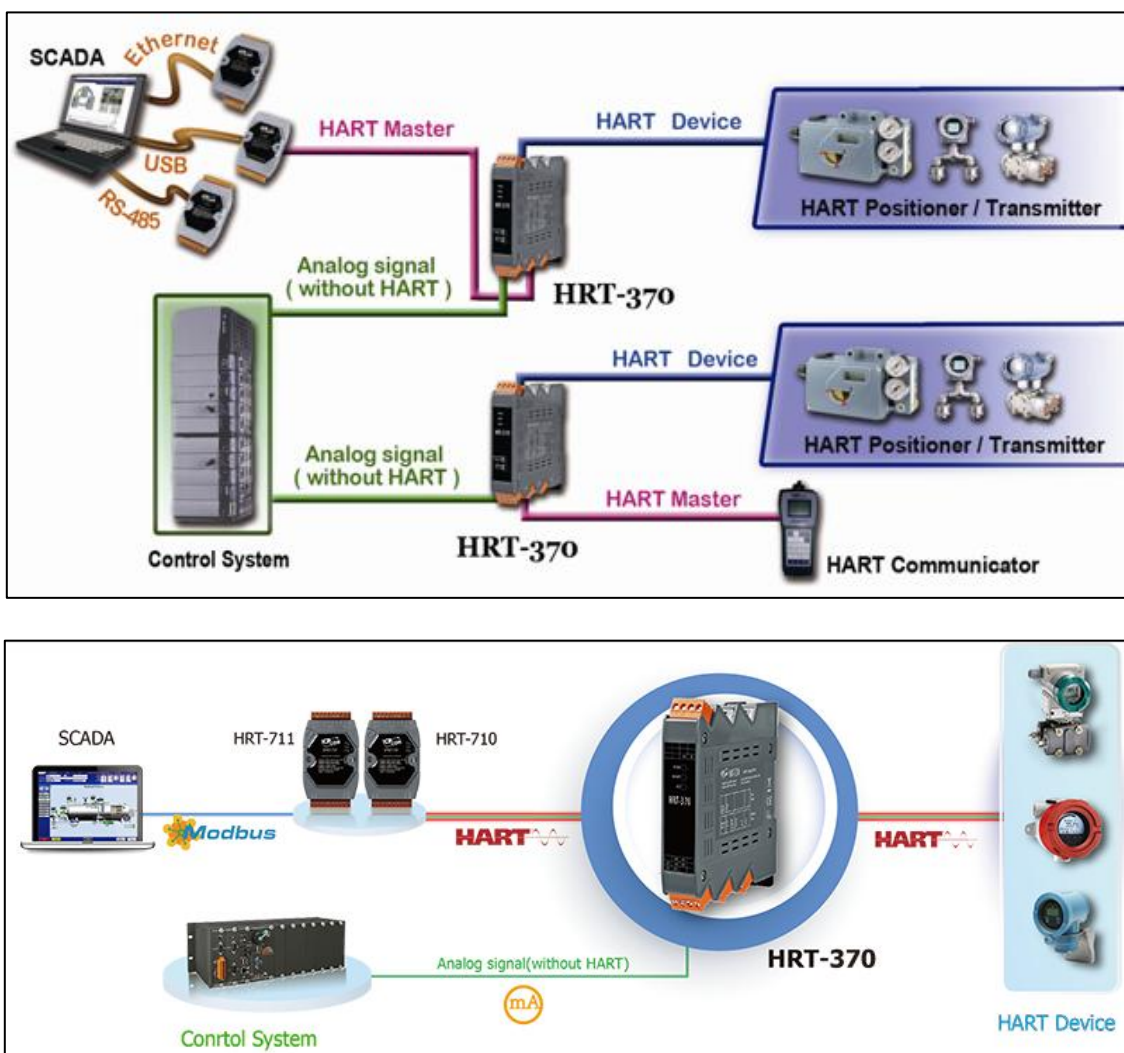 SCADA
Ethernet
USB
RS-485
HART Master
HART Device
HART Positioner / Transmitter
Analog signal
( without HART )
HRT-370
HART Device
HART Positioner / Transmitter
Analog signal
( without HART )
HART Master
Control System
HRT-370
HART Communicator
SCADA
HRT-711
HRT-710
Modbus
HART
HRT-370
HART
HRT-370
Analog signal(without HART)
mA
Conrtol System
HART Device